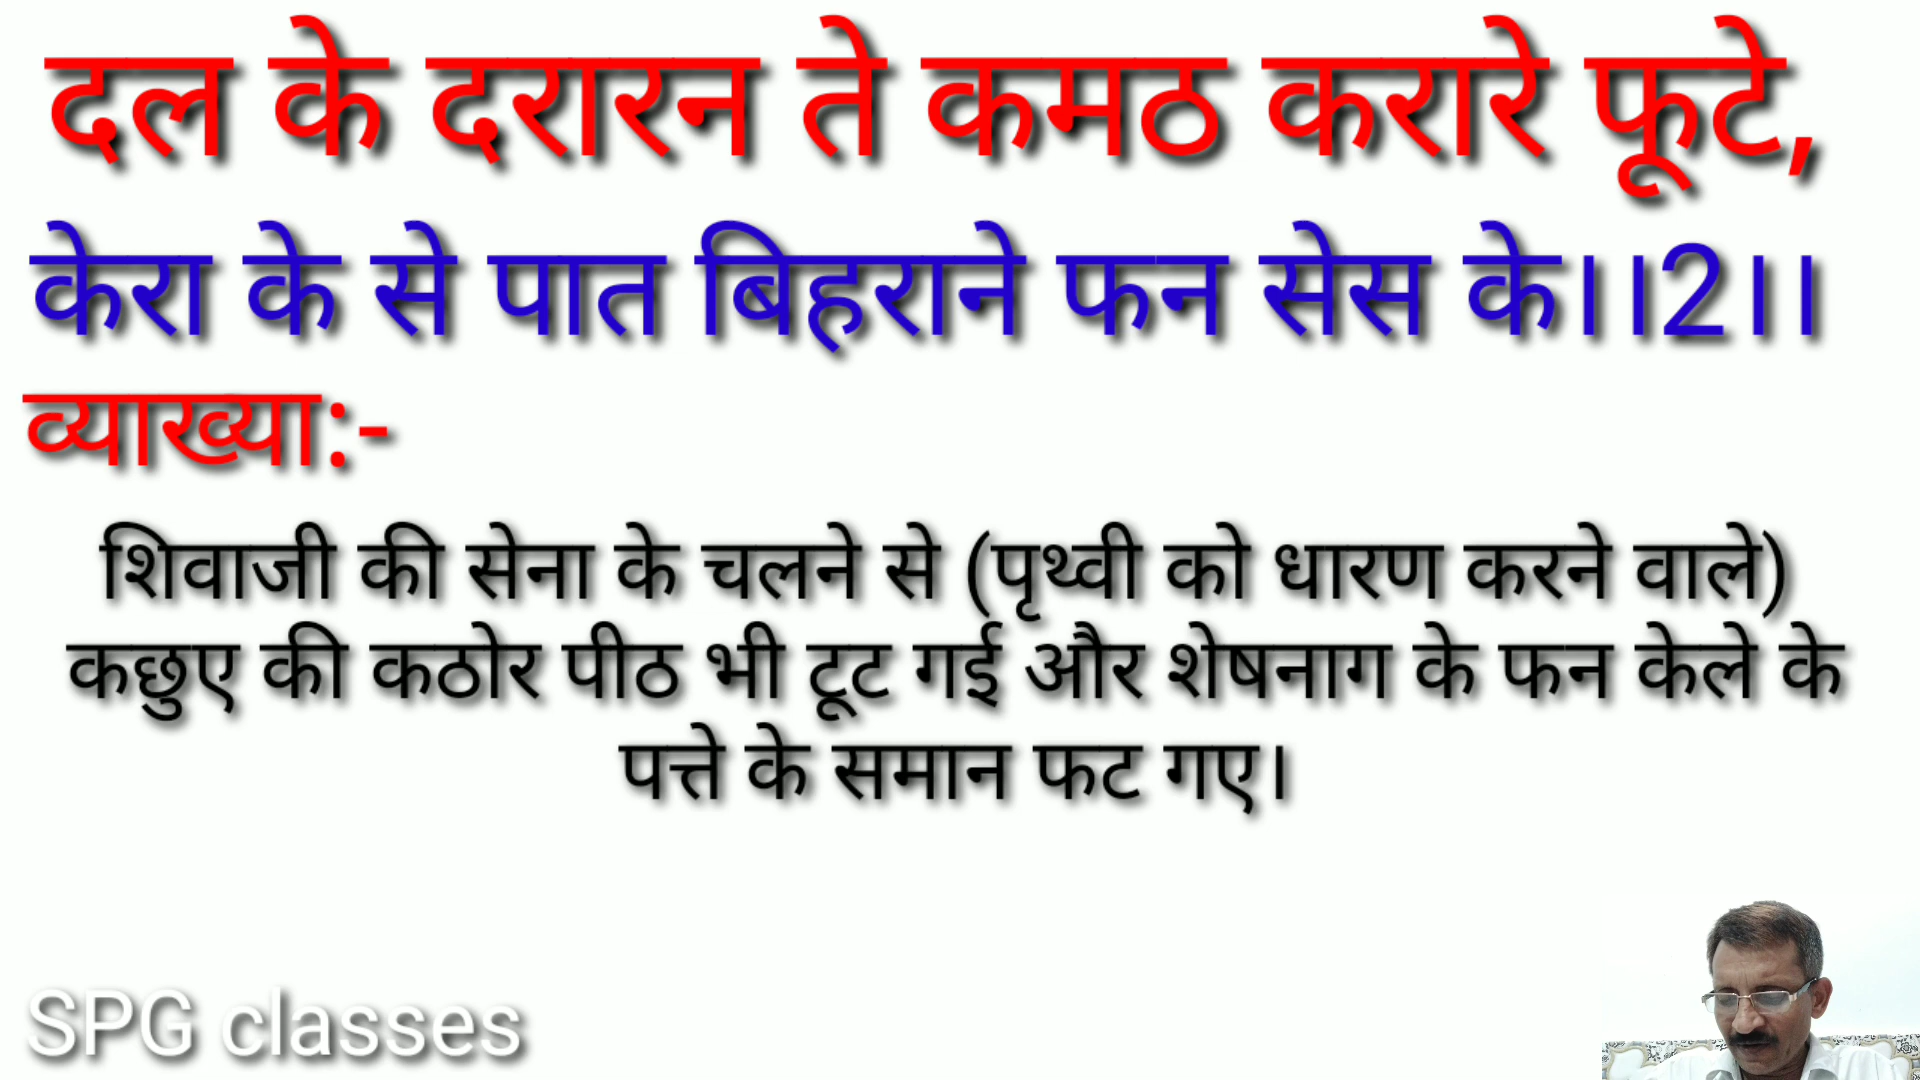 दल के दरारन ते कमठ करारे फूटे,
केरा के से पात बिहराने फन सेस के।।2।।
व्याख्या:-
शिवाजी की सेना के चलने से (पृथ्वी को धारण करने वाले)
कछुए की कठोर पीठ भी टूट गई और शेषनाग के फन केले के
पत्ते के समान फट गए।
SPG classes